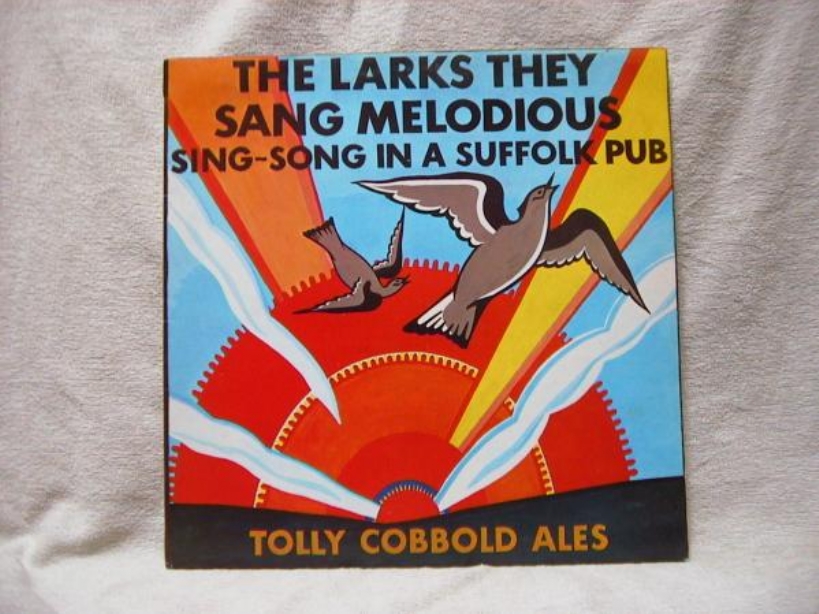 THE LARKS THEY
SANG MELODIOUS
SING-SONG IN A SUFFOLK PUB
TOLLY COBBOLD ALES